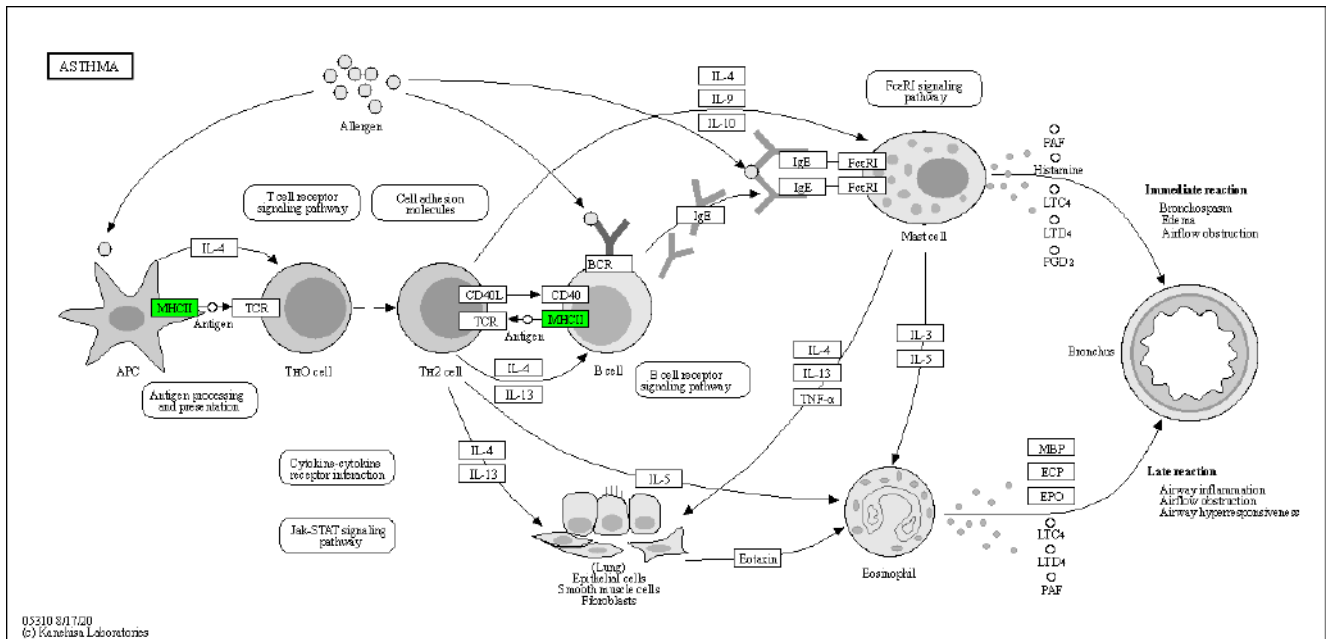 ASTHMA
Allergen
IL-4
IL-9
IL-10
FcεRI signaling
pathway
IgE
FcεRI
IgE
FcεRI
Mast cell
PAF
Histamine
LTC4
LTD4
PGD2
Immediate reaction
Bronchospasm
Edema
Airflow obstruction
T cell receptor
signaling pathway
Cell adhesion
molecules
IgE
IL-4
BCR
MHCII
Antigen
TCR
CD40L
CD40
TCR
Antigen
MHCII
APC
Th0 cell
Th2 cell
B cell
IL-4
IL-13
B cell receptor
signaling pathway
Antigen processing
and presentation
IL-4
IL-13
TNF-α
IL-3
IL-5
Bronchus
Cytokine-cytokine
receptor interaction
IL-4
IL-13
IL-5
Jak-STAT signaling
pathway
(Lung)
Epithelial cells
Smooth muscle cells
Fibroblasts
Eotaxin
Eosinophil
MBP
ECP
EPO
LTC4
LTD4
PAF
Late reaction
Airway inflammation
Airflow obstruction
Airway hyperresponsiveness
05310 8/17/20
(c) Kanehisa Laboratories